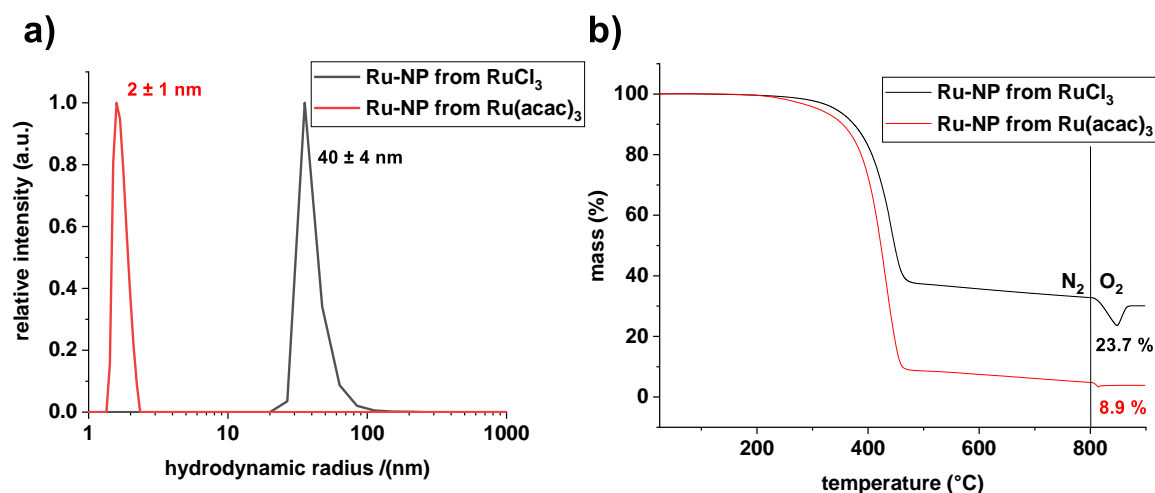 a)
2 ± 1 nm
Ru-NP from RuCl₃
Ru-NP from Ru(acac)₃
40 ± 4 nm
relative intensity (a.u.)
1.0
0.8
0.6
0.4
0.2
0.0
1
10
100
1000
hydrodynamic radius /(nm)
b)
Ru-NP from RuCl₃
Ru-NP from Ru(acac)₃
mass (%)
100
80
60
40
20
0
N₂ O₂
23.7 %
8.9 %
200
400
600
800
temperature (°C)